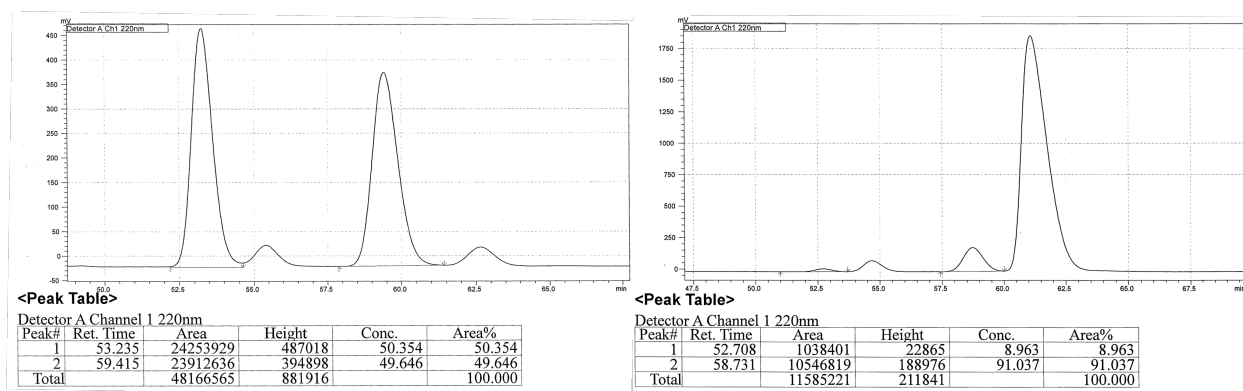 mV
Detector A Ch1 220nm
450
400
350
300
250
200
150
100
50
0
-50
50.0 52.5 55.0 57.5 60.0 62.5 65.0 min
<Peak Table>
Detector A Channel 1 220nm
Peak# Ret. Time Area Height Conc. Area%
1 53.235 24253929 487018 50.354 50.354
2 59.415 23912636 394898 49.646 49.646
Total 48166565 881916 100.000
mV
Detector A Ch1 220nm
1750
1500
1250
1000
750
500
250
0
47.5 50.0 52.5 55.0 57.5 60.0 62.5 65.0 min
<Peak Table>
Detector A Channel 1 220nm
Peak# Ret. Time Area Height Conc. Area%
1 52.708 1038401 22865 8.963 8.963
2 58.731 10546819 188976 91.037 91.037
Total 11585221 211841 100.000